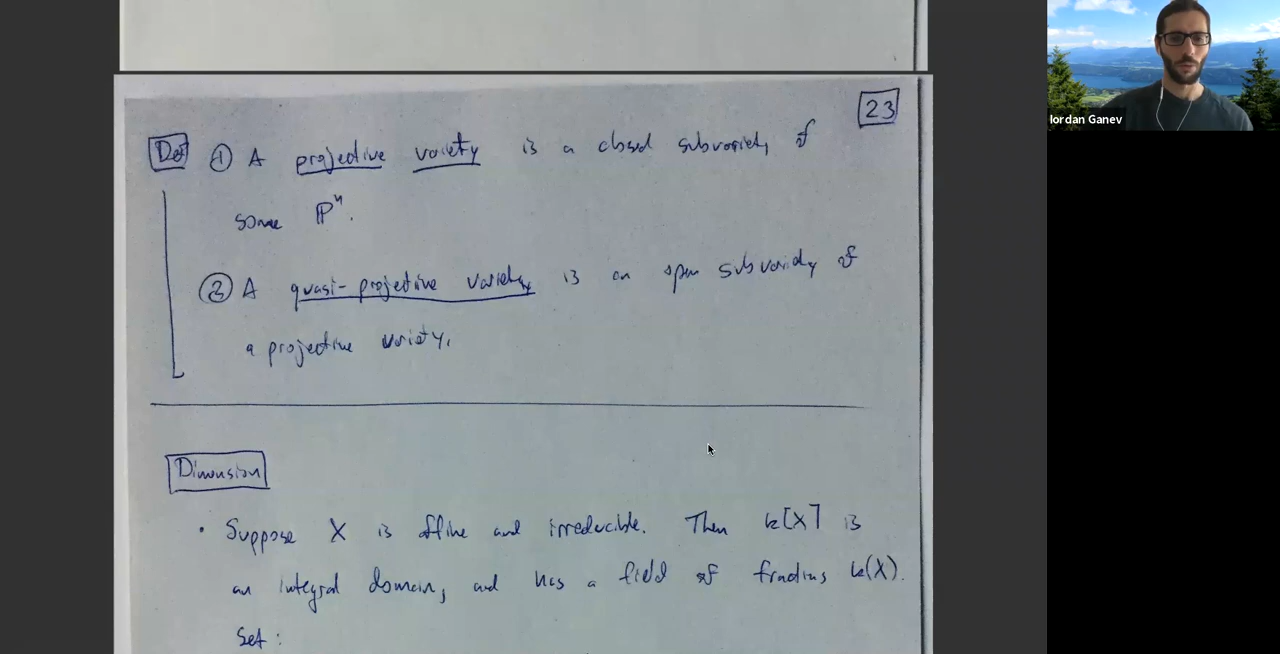 23
Def ① A projective variety is a closed subvariety of
some ℙⁿ.
② A quasi-projective variety is an open subvariety of
a projective variety.
Dimension
• Suppose X is affine and irreducible. Then k[X] is
an integral domain, and has a field of fractions k(X).
Set:
Iordan Ganev